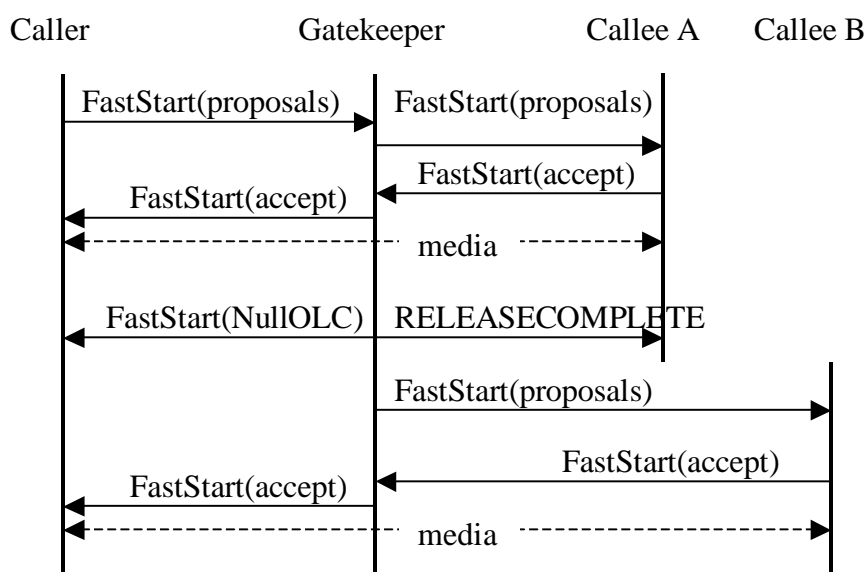 Caller Gatekeeper Callee A Callee B
FastStart(proposals) FastStart(proposals)
FastStart(accept)
FastStart(accept)
media
FastStart(NullOLC) RELEASECOMPLETE
FastStart(proposals)
FastStart(accept)
FastStart(accept)
media